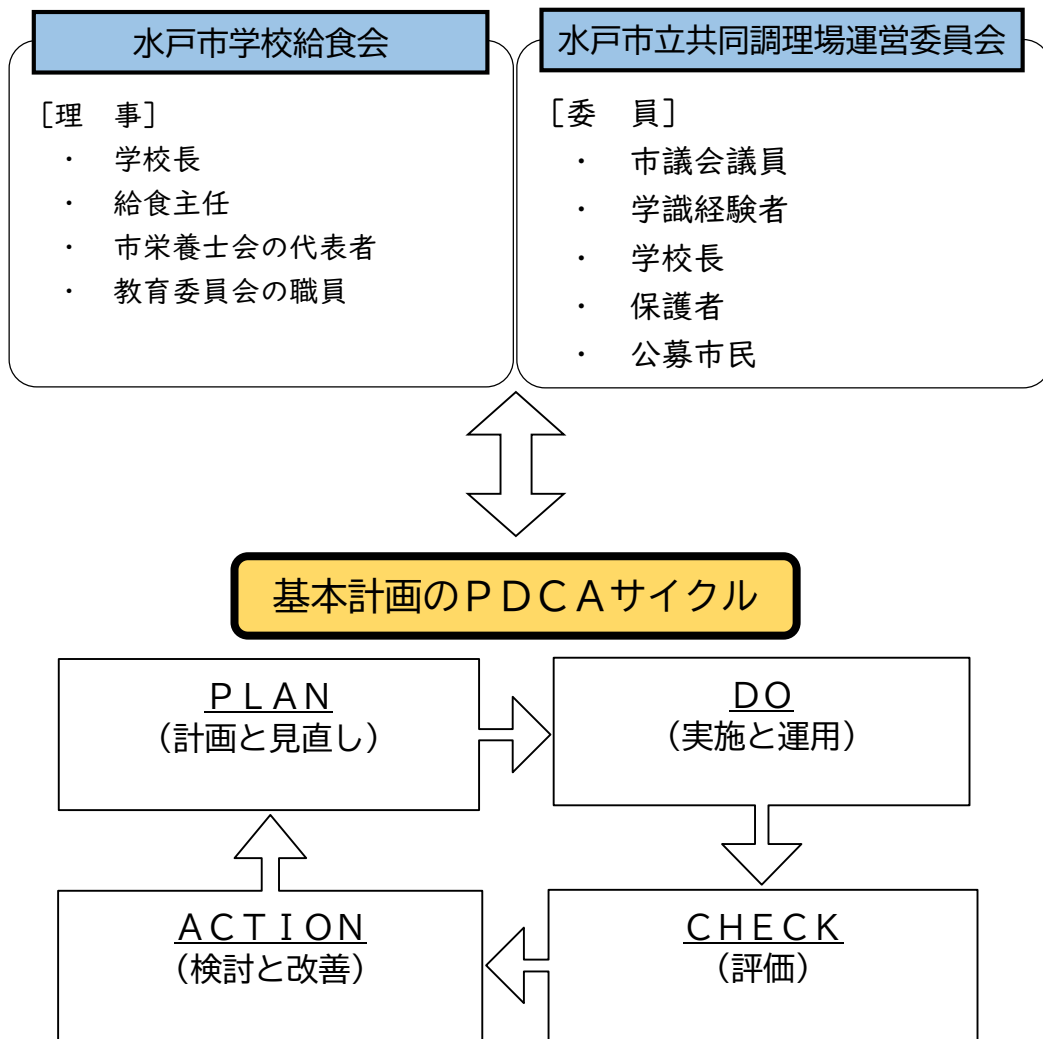 水戸市学校給食会
［理　事］
・　学校長
・　給食主任
・　市栄養士会の代表者
・　教育委員会の職員
水戸市立共同調理場運営委員会
［委　員］
・　市議会議員
・　学識経験者
・　学校長
・　保護者
・　公募市民
基本計画のＰＤＣＡサイクル
ＰＬＡＮ
（計画と見直し）
ＤＯ
（実施と運用）
ＡＣＴＩＯＮ
（検討と改善）
ＣＨＥＣＫ
（評価）